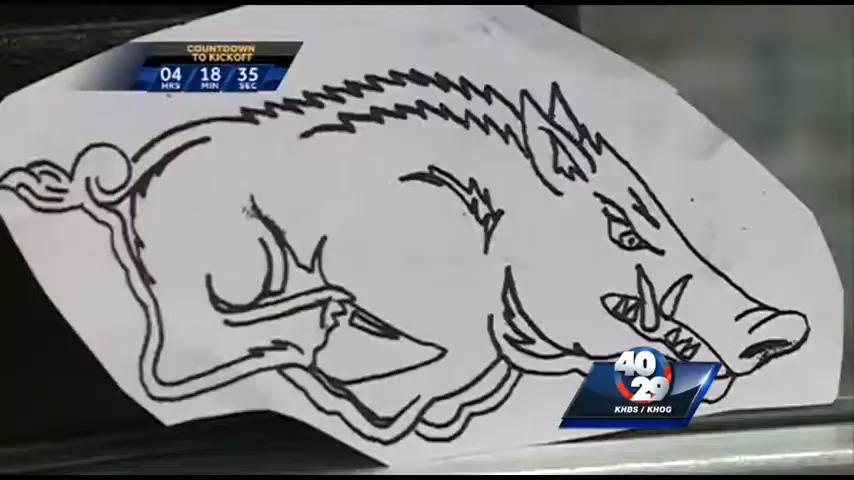 COUNTDOWN
TO KICKOFF
04 18 35
HRS MIN SEC
40
29
KHBS / KHOG